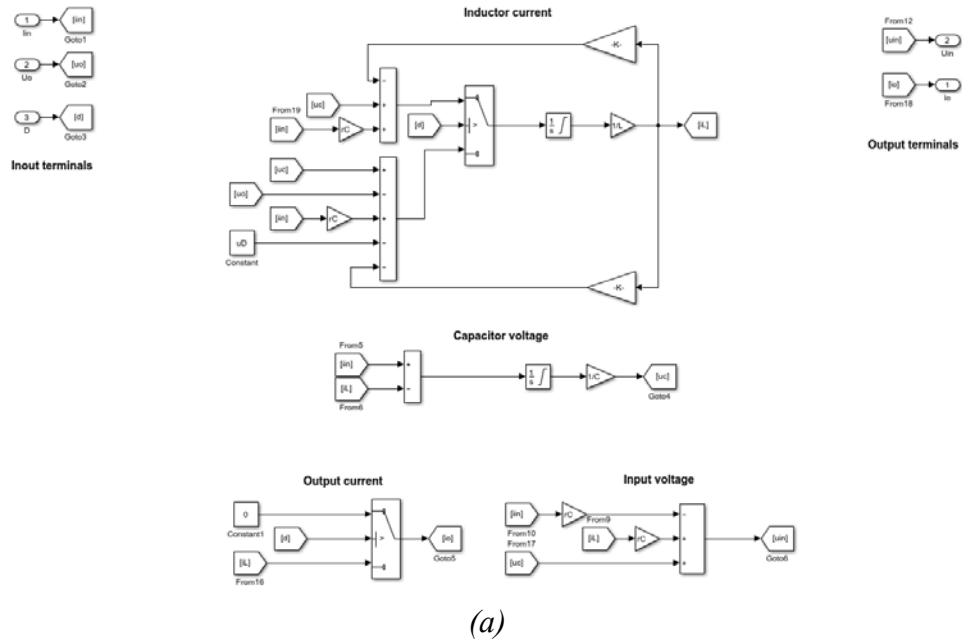 1
Iin
[iin]
Goto1
2
Uo
[uo]
Goto2
3
D
[d]
Goto3
Inout terminals
Inductor current
-K-
From19
[uc]
[iin]
rC
-
+
+
[d]
>
1
s
∫
1/L
[iL]
[uc]
[uo]
[iin]
rC
uD
Constant
+
-
+
-
-
-K-
From12
[uin]
2
Uin
[io]
From18
1
Io
Output terminals
Capacitor voltage
From5
[iin]
[iL]
From6
+
-
1
s
∫
1/C
[uc]
Goto4
Output current
0
Constant1
[d]
[iL]
From16
>
[io]
Goto5
Input voltage
[iin]
rC
From9
From10
From17
[iL]
rC
[uc]
-
+
+
[uin]
Goto6
(a)